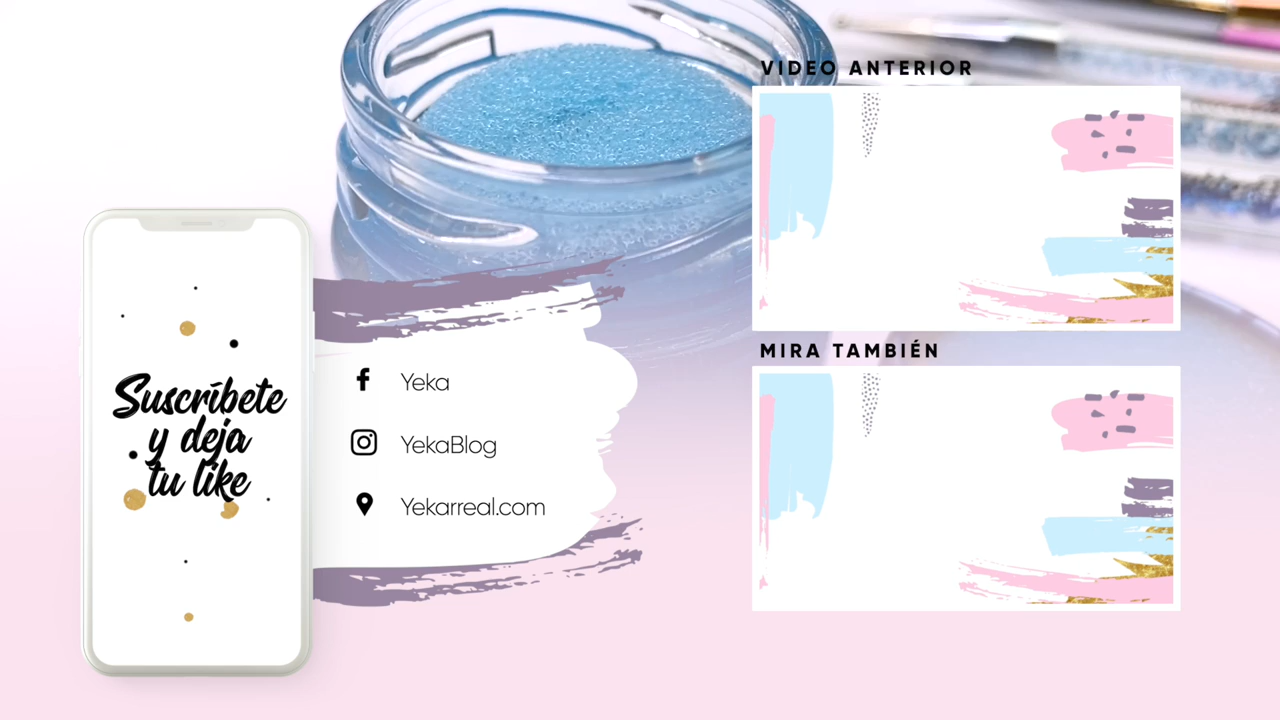 VIDEO ANTERIOR
Suscríbete
y deja
tu like
Yeka
YekaBlog
Yekarreal.com
MIRA TAMBIÉN